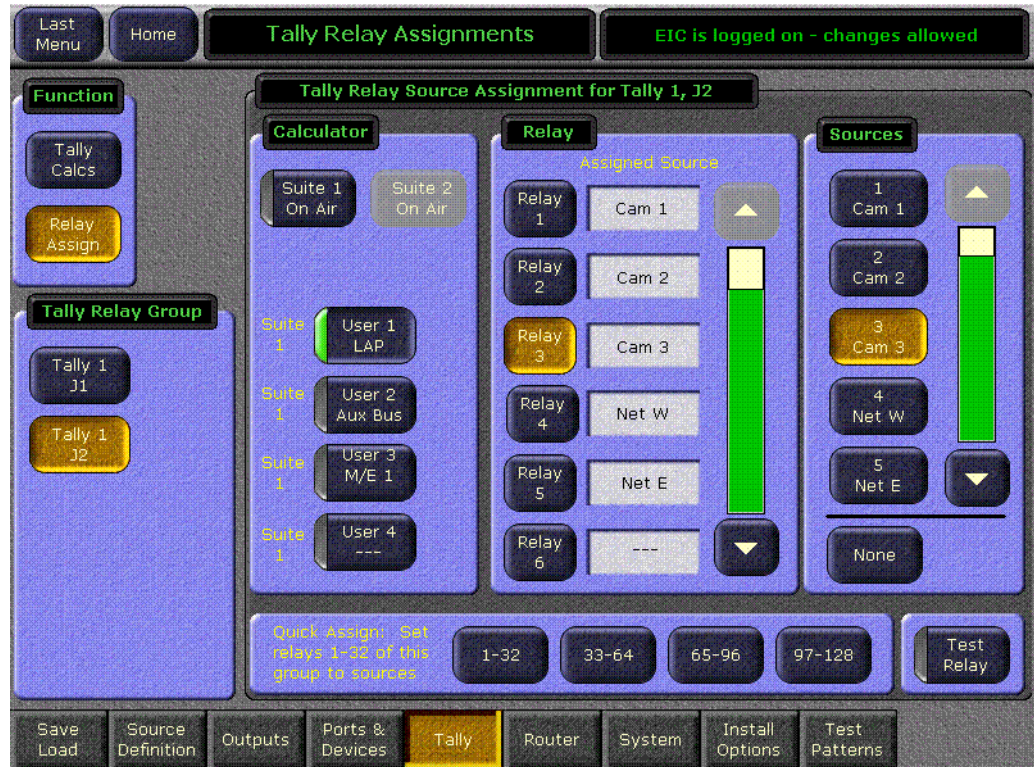 Last
Menu
Home
Tally Relay Assignments
EIC is logged on - changes allowed
Function
Tally
Calcs
Relay
Assign
Tally Relay Group
Tally 1
J1
Tally 1
J2
Tally Relay Source Assignment for Tally 1, J2
Calculator
Suite 1
On Air
Suite 2
On Air
Suite
1
User 1
LAP
Suite
1
User 2
Aux Bus
Suite
1
User 3
M/E 1
Suite
1
User 4
---
Relay
Assigned Source
Relay
1
Cam 1
Relay
2
Cam 2
Relay
3
Cam 3
Relay
4
Net W
Relay
5
Net E
Relay
6
---
Sources
1
Cam 1
2
Cam 2
3
Cam 3
4
Net W
5
Net E
None
Quick Assign: Set
relays 1-32 of this
group to sources
1-32
33-64
65-96
97-128
Test
Relay
Save
Load
Source
Definition
Outputs
Ports &
Devices
Tally
Router
System
Install
Options
Test
Patterns